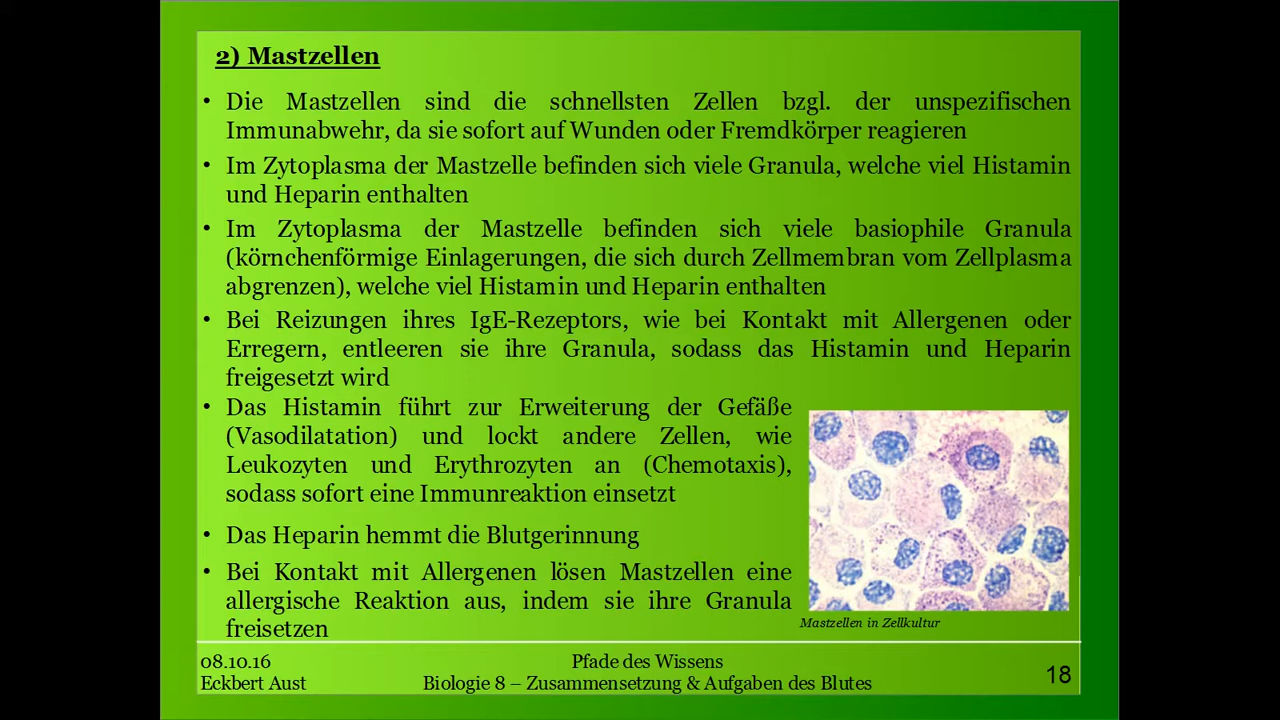 2) Mastzellen
• Die Mastzellen sind die schnellsten Zellen bzgl. der unspezifischen
Immunabwehr, da sie sofort auf Wunden oder Fremdkörper reagieren
• Im Zytoplasma der Mastzelle befinden sich viele Granula, welche viel Histamin
und Heparin enthalten
• Im Zytoplasma der Mastzelle befinden sich viele basiophile Granula
(körnchenförmige Einlagerungen, die sich durch Zellmembran vom Zellplasma
abgrenzen), welche viel Histamin und Heparin enthalten
• Bei Reizungen ihres IgE-Rezeptors, wie bei Kontakt mit Allergenen oder
Erregern, entleeren sie ihre Granula, sodass das Histamin und Heparin
freigesetzt wird
• Das Histamin führt zur Erweiterung der Gefäße
(Vasodilatation) und lockt andere Zellen, wie
Leukozyten und Erythrozyten an (Chemotaxis),
sodass sofort eine Immunreaktion einsetzt
• Das Heparin hemmt die Blutgerinnung
• Bei Kontakt mit Allergenen lösen Mastzellen eine
allergische Reaktion aus, indem sie ihre Granula
freisetzen
Mastzellen in Zellkultur
08.10.16
Eckbert Aust
Pfade des Wissens
Biologie 8 – Zusammensetzung & Aufgaben des Blutes
18